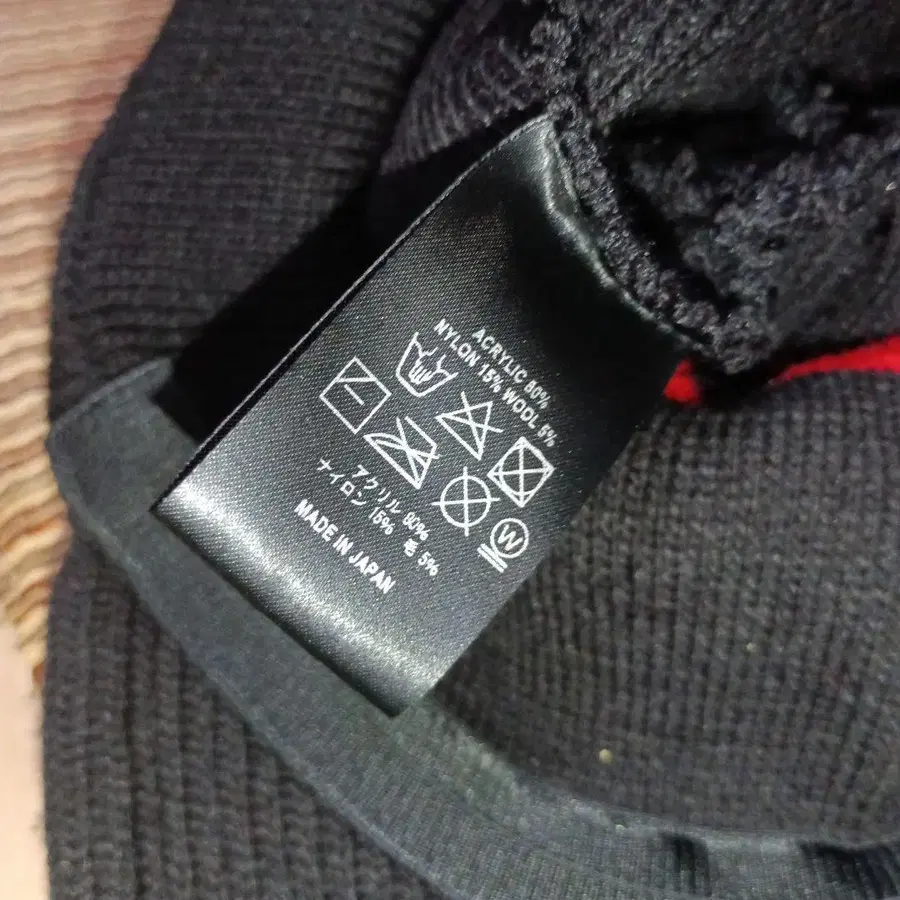 ACRYLIC 80%
NYLON 15% WOOL 5%
W
アクリル 80%
ナイロン 15% 毛 5%
MADE IN JAPAN